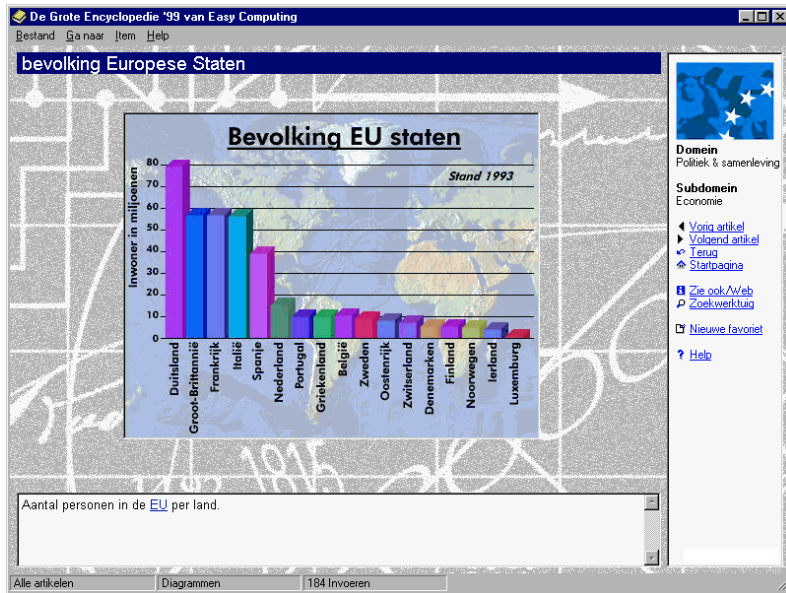 De Grote Encyclopedie '99 van Easy Computing
Bestand Ga naar Item Help
bevolking Europese Staten
Bevolking EU staten
Stand 1993
Inwoner in miljoenen
80
70
60
50
40
30
20
10
0
Duitsland
Groot-Brittannië
Frankrijk
Italië
Spanje
Nederland
Portugal
Griekenland
België
Zweden
Oostenrijk
Zwitserland
Denemarken
Finland
Noorwegen
Ierland
Luxemburg
Domein
Politiek & samenleving
Subdomein
Economie
Vorig artikel
Volgend artikel
Terug
Startpagina
Zie ook/Web
Zoekwerktuig
Nieuwe favoriet
? Help
1815
Aantal personen in de EU per land.
Alle artikelen
Diagrammen
184 Invoeren